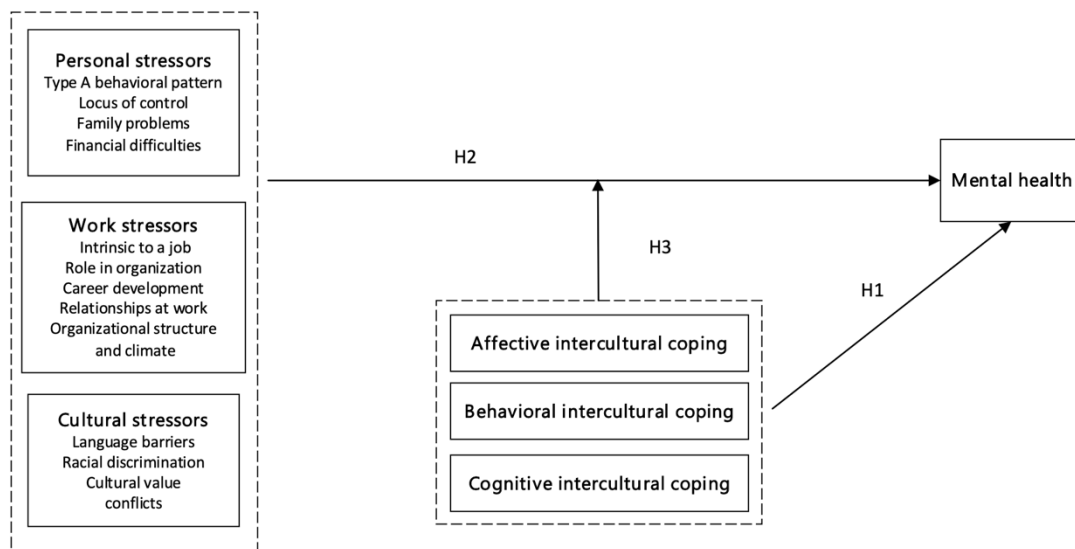 Personal stressors
Type A behavioral pattern
Locus of control
Family problems
Financial difficulties
Work stressors
Intrinsic to a job
Role in organization
Career development
Relationships at work
Organizational structure
and climate
Cultural stressors
Language barriers
Racial discrimination
Cultural value
conflicts
H2
H3
Affective intercultural coping
Behavioral intercultural coping
Cognitive intercultural coping
H1
Mental health